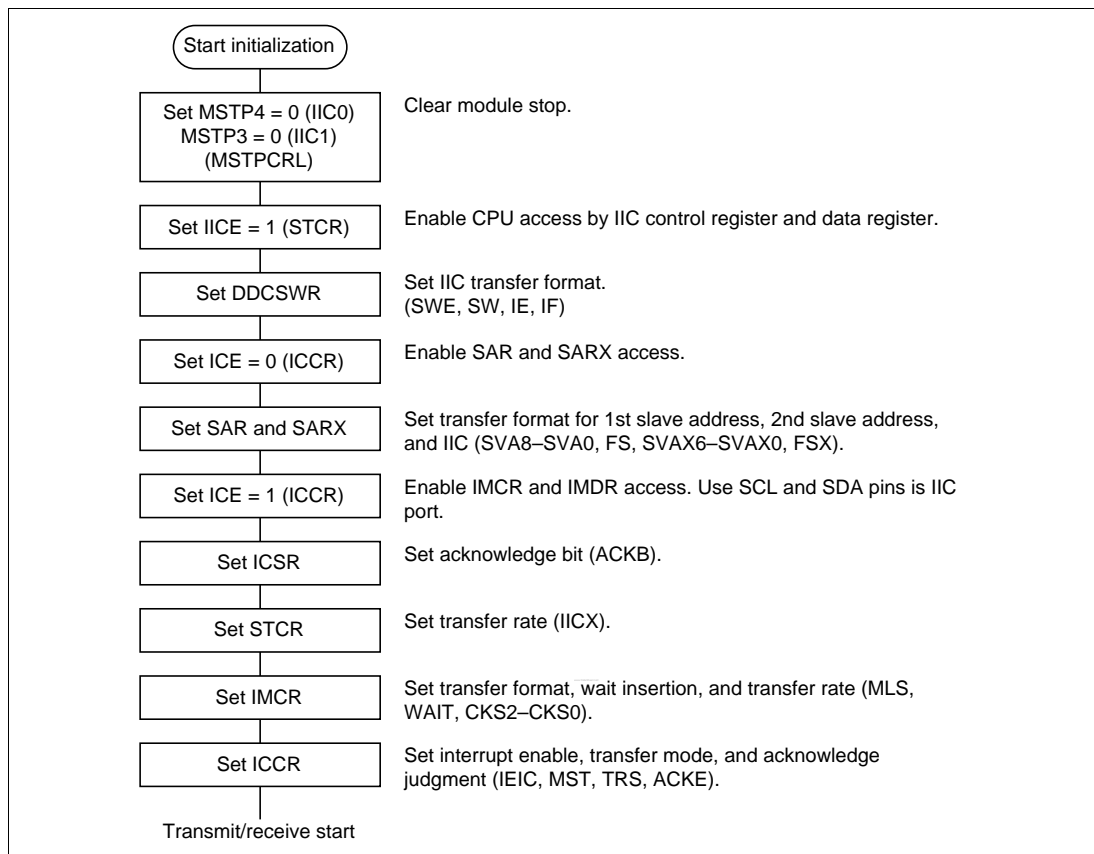 Start initialization
Set MSTP4 = 0 (IIC0)
MSTP3 = 0 (IIC1)
(MSTPCRL)
Clear module stop.
Set IICE = 1 (STCR)
Enable CPU access by IIC control register and data register.
Set DDCSWR
Set IIC transfer format.
(SWE, SW, IE, IF)
Set ICE = 0 (ICCR)
Enable SAR and SARX access.
Set SAR and SARX
Set transfer format for 1st slave address, 2nd slave address,
and IIC (SVA8–SVA0, FS, SVAX6–SVAX0, FSX).
Set ICE = 1 (ICCR)
Enable IMCR and IMDR access. Use SCL and SDA pins is IIC
port.
Set ICSR
Set acknowledge bit (ACKB).
Set STCR
Set transfer rate (IICX).
Set IMCR
Set transfer format, wait insertion, and transfer rate (MLS,
WAIT, CKS2–CKS0).
Set ICCR
Set interrupt enable, transfer mode, and acknowledge
judgment (IEIC, MST, TRS, ACKE).
Transmit/receive start